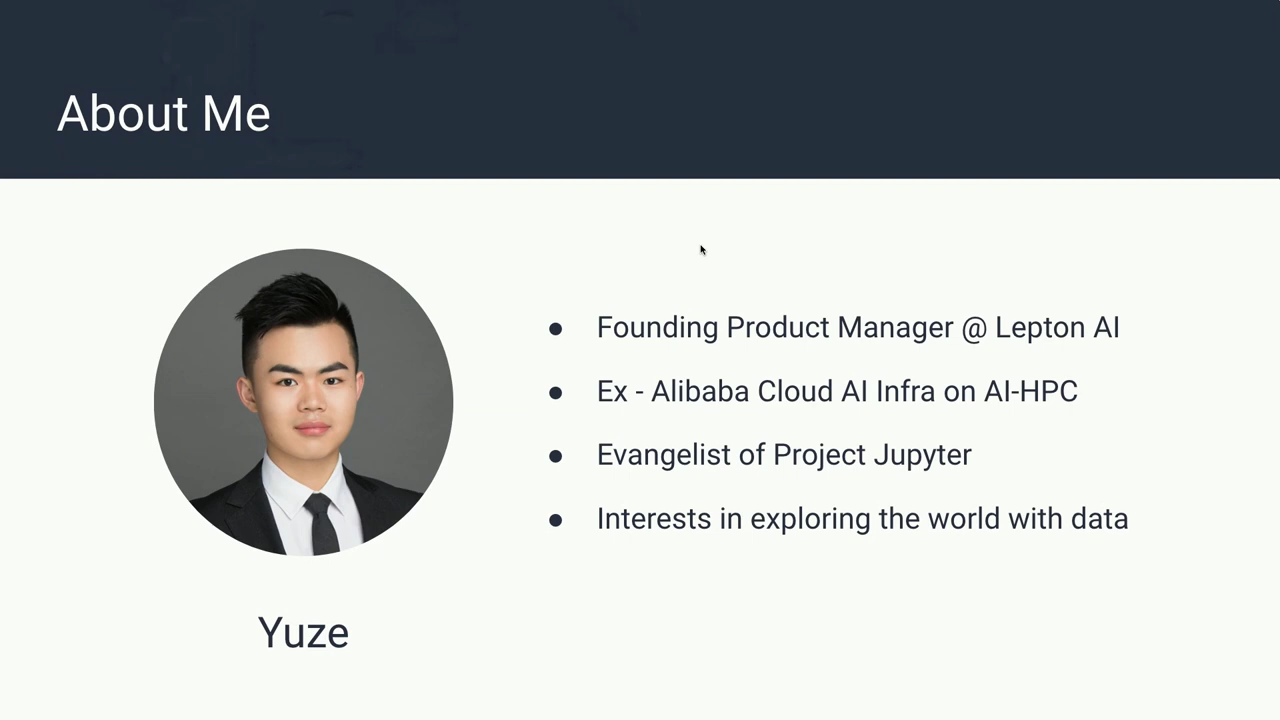 About Me
Founding Product Manager @ Lepton AI
Ex - Alibaba Cloud AI Infra on AI-HPC
Evangelist of Project Jupyter
Interests in exploring the world with data
Yuze